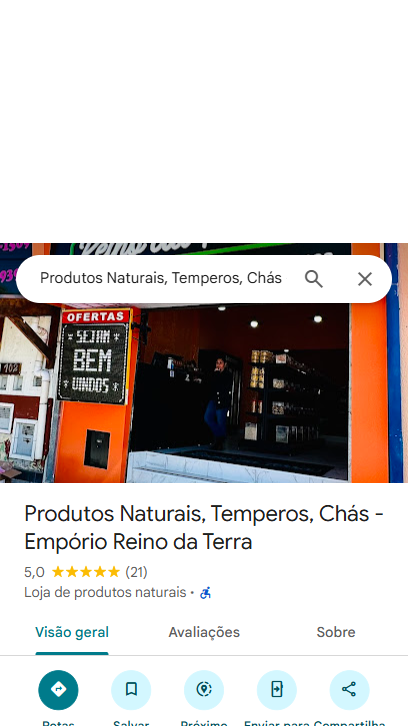 Produtos Naturais, Temperos, Chás
OFERTAS
SEJAM
BEM
VINDOS
Produtos Naturais, Temperos, Chás -
Empório Reino da Terra
5,0 (21)
Loja de produtos naturais ·
Visão geral Avaliações Sobre
Rotas Salvar Próximo Enviar para Compartilha